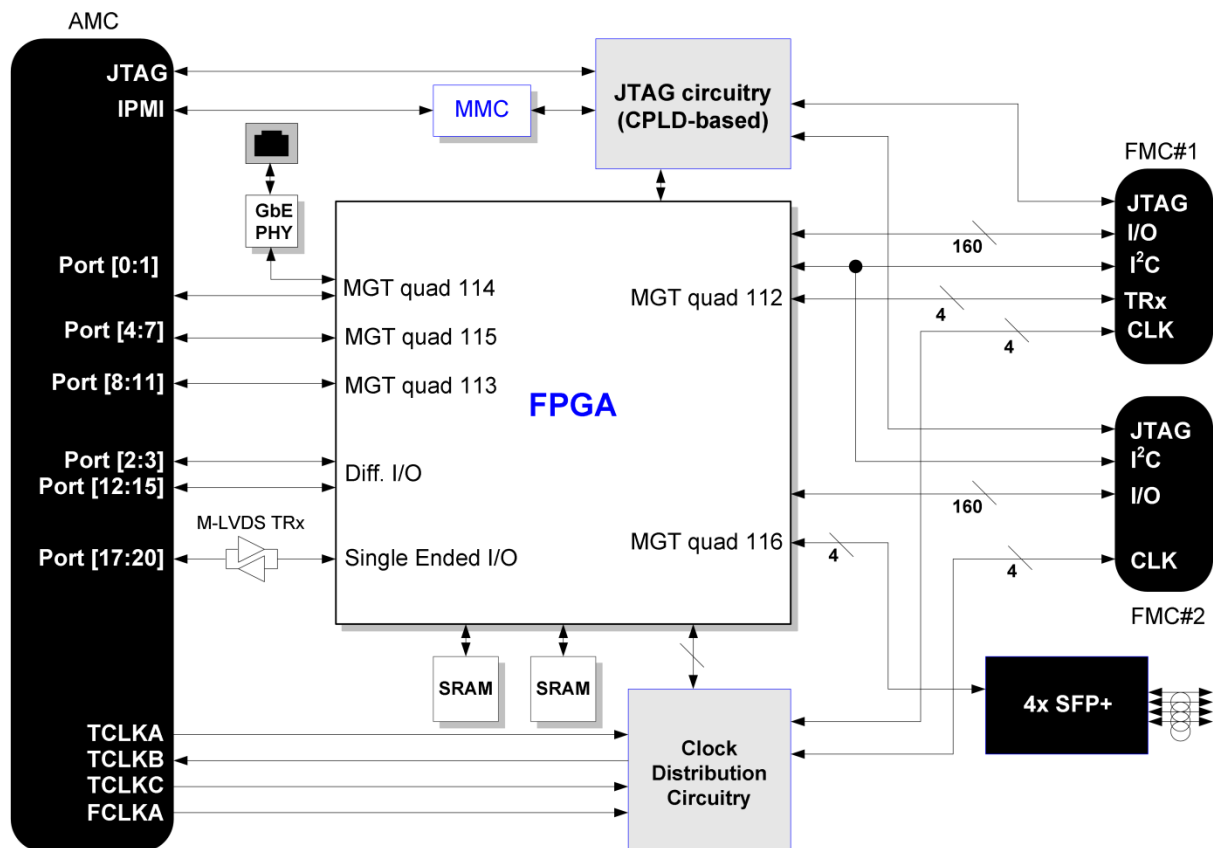 AMC
JTAG
IPMI
MMC
JTAG circuitry
(CPLD-based)
FMC#1
GbE
PHY
JTAG
I/O
160
I²C
Port [0:1]
MGT quad 114
MGT quad 112
4
TRx
Port [4:7]
MGT quad 115
4
CLK
Port [8:11]
MGT quad 113
FPGA
JTAG
I²C
Port [2:3]
Diff. I/O
Port [12:15]
160
I/O
M-LVDS TRx
Port [17:20]
Single Ended I/O
MGT quad 116
4
4
CLK
FMC#2
SRAM
SRAM
4x SFP+
TCLKA
TCLKB
TCLKC
FCLKA
Clock
Distribution
Circuitry